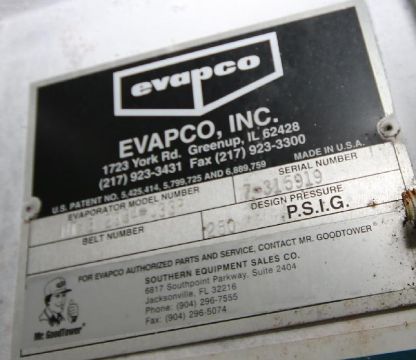 evapco
EVAPCO, INC.
1723 York Rd. Greenup, IL 62428
(217) 923-3431 Fax (217) 923-3300
MADE IN U.S.A.
U.S. PATENT NO. 5,425,414, 5,799,725 AND 6,889,759
EVAPORATOR MODEL NUMBER
SERIAL NUMBER
7-315919
BELT NUMBER
DESIGN PRESSURE
250 P.S.I.G.
FOR EVAPCO AUTHORIZED PARTS AND SERVICE, CONTACT MR. GOODTOWER®
SOUTHERN EQUIPMENT SALES CO.
6817 Southpoint Parkway, Suite 2404
Jacksonville, FL 32216
Phone: (904) 296-7555
Fax: (904) 296-5074
Mr. GoodTower®